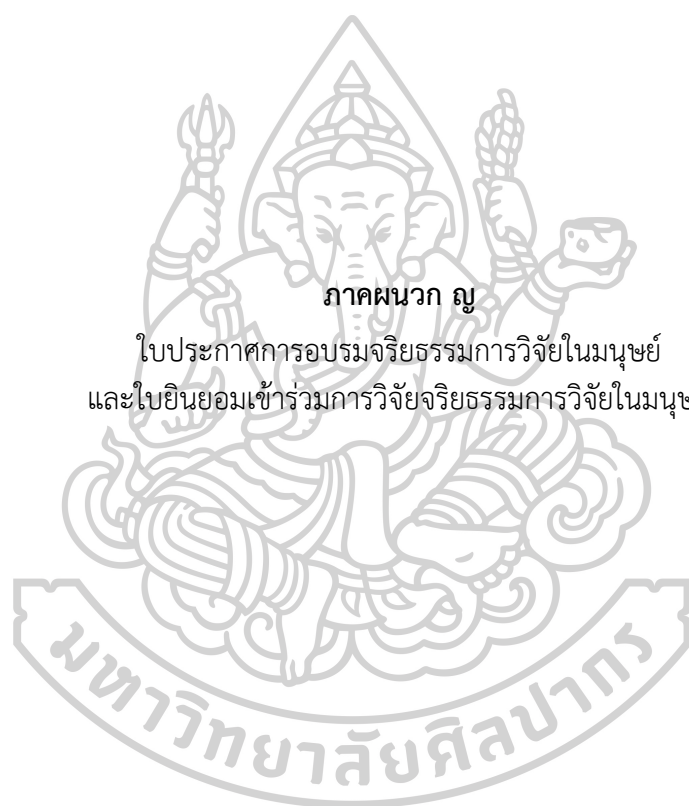 ภาคผนวก ญ
ใบประกาศการอบรมจริยธรรมการวิจัยในมนุษย์
และใบยินยอมเข้าร่วมการวิจัยจริยธรรมการวิจัยในมนุษ
มหาวิทยาลัยศิลปากร